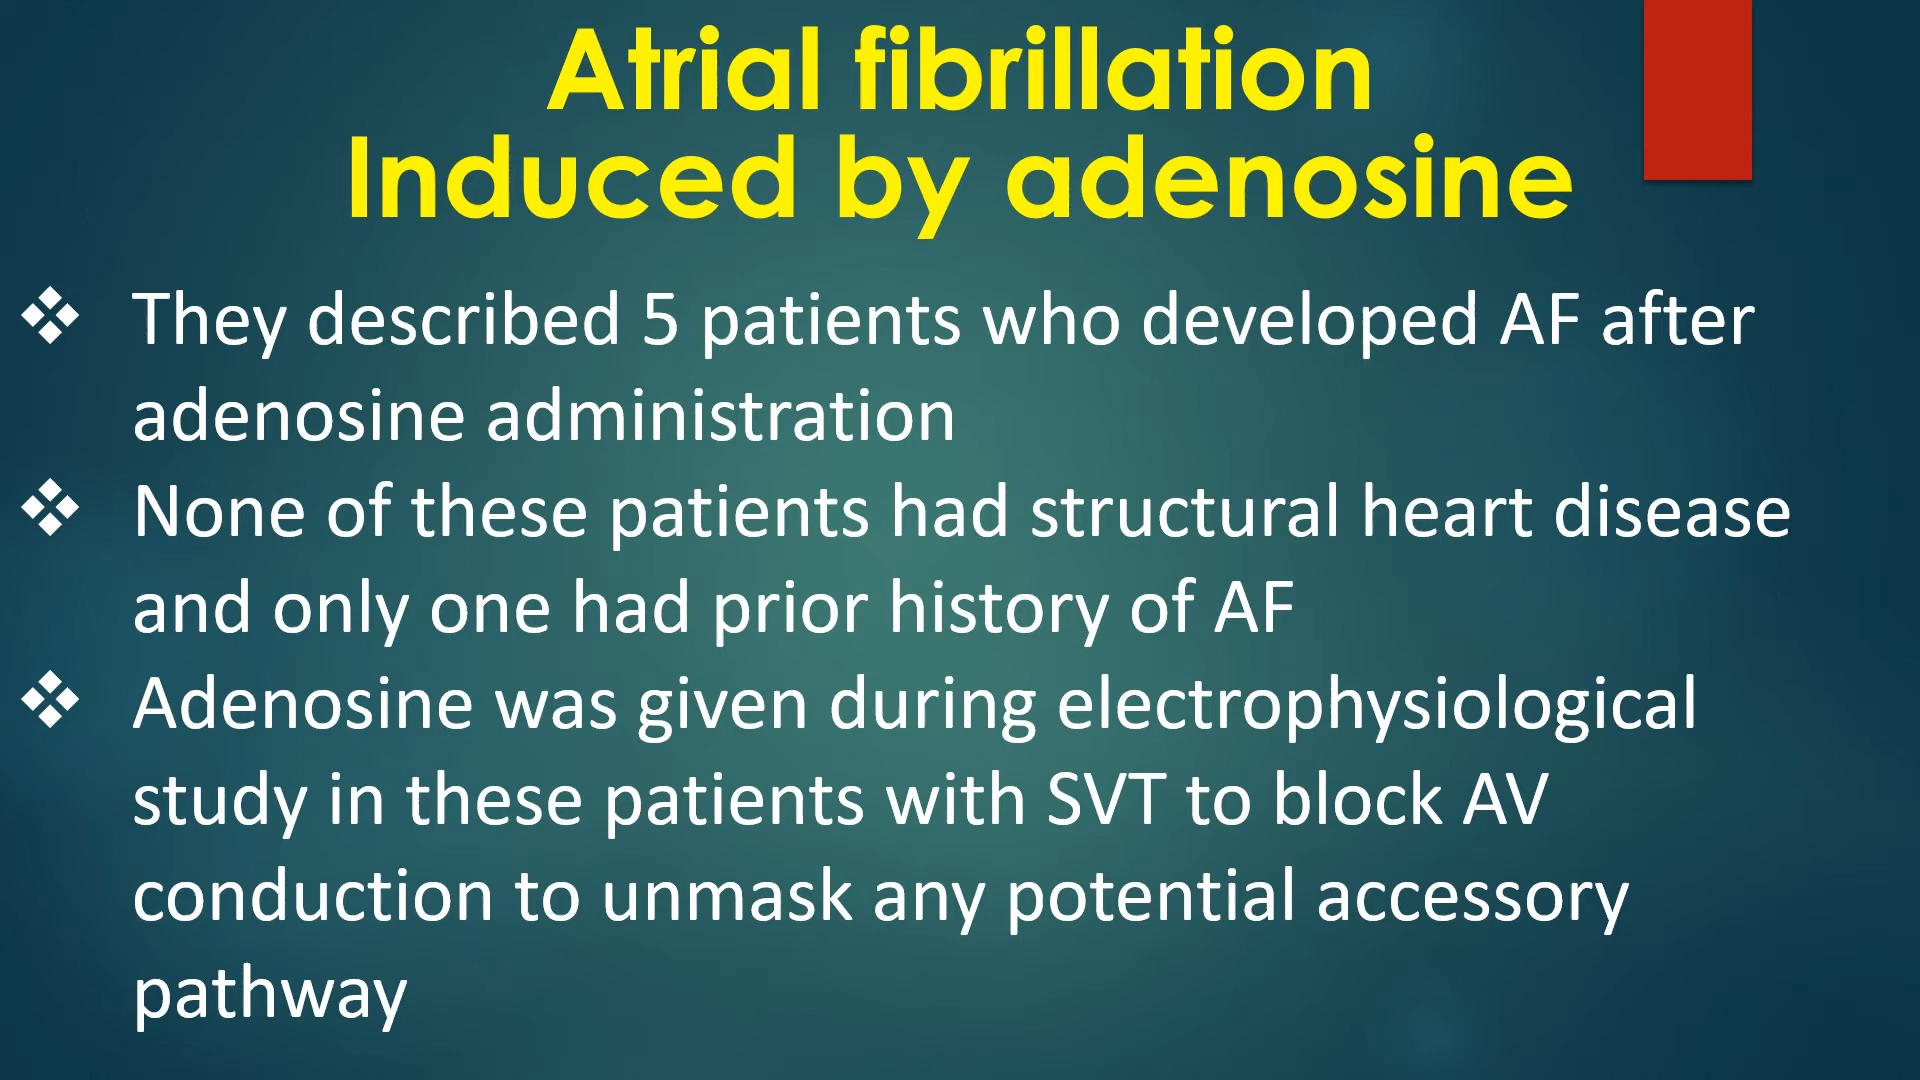 Atrial fibrillation
Induced by adenosine
❖ They described 5 patients who developed AF after
adenosine administration
❖ None of these patients had structural heart disease
and only one had prior history of AF
❖ Adenosine was given during electrophysiological
study in these patients with SVT to block AV
conduction to unmask any potential accessory
pathway